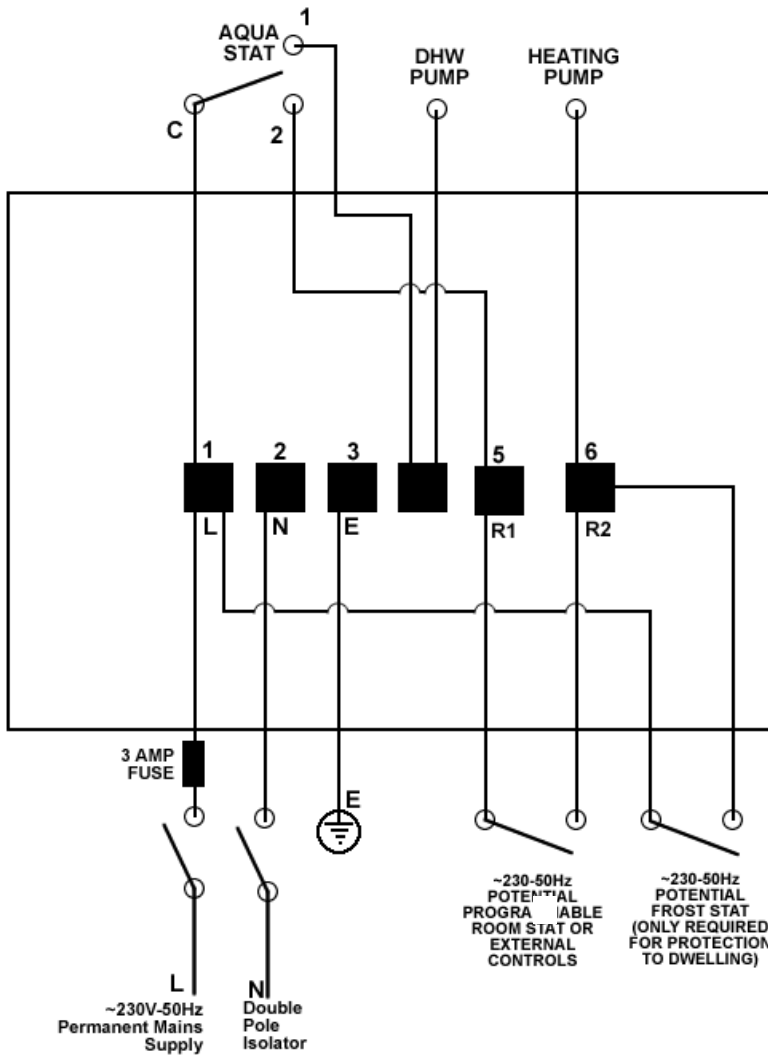 1
AQUA
STAT
DHW
PUMP
HEATING
PUMP
C
2
1
2
3
5
6
L
N
E
R1
R2
3 AMP
FUSE
E
~230-50Hz
POTENTIAL
ROOM STAT OR
EXTERNAL
CONTROLS
~230-50Hz
POTENTIAL
FROST STAT
(ONLY REQUIRED
FOR PROTECTION
TO DWELLING)
L
N
~230V-50Hz
Permanent Mains
Supply
Double
Pole
Isolator